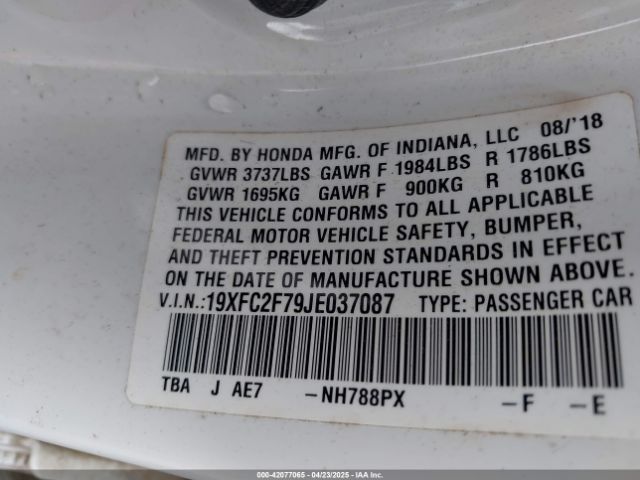 MFD. BY HONDA MFG. OF INDIANA, LLC 08/'18
GVWR 3737LBS GAWR F 1984LBS R 1786LBS
GVWR 1695KG GAWR F 900KG R 810KG
THIS VEHICLE CONFORMS TO ALL APPLICABLE
FEDERAL MOTOR VEHICLE SAFETY, BUMPER,
AND THEFT PREVENTION STANDARDS IN EFFECT
ON THE DATE OF MANUFACTURE SHOWN ABOVE.
V.I.N.:19XFC2F79JE037087 TYPE: PASSENGER CAR
TBA J AE7 -NH788PX -F -E
000-42077065 - 04/23/2025 - IAA Inc.